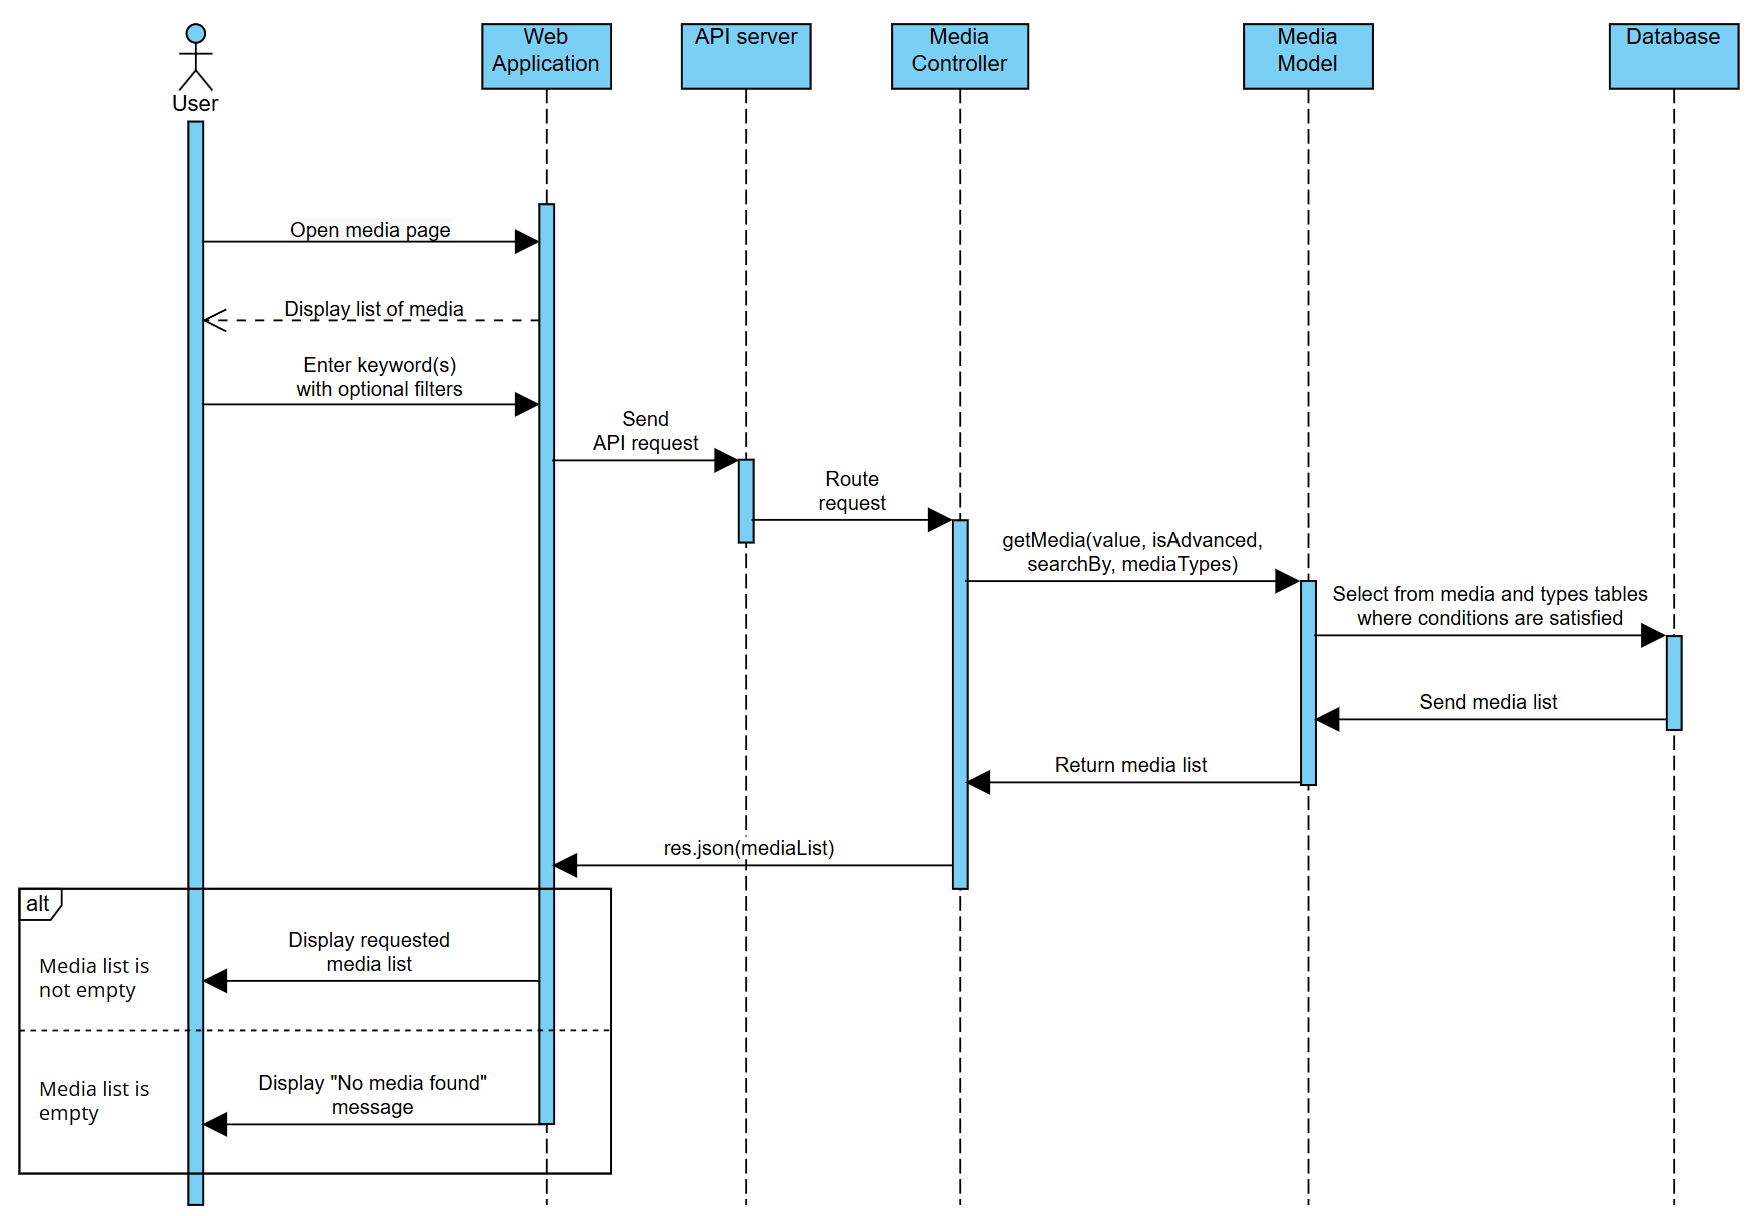 User
Web
Application
API server
Media
Controller
Media
Model
Database
Open media page
Display list of media
Enter keyword(s)
with optional filters
Send
API request
Route
request
getMedia(value, isAdvanced,
searchBy, mediaTypes)
Select from media and types tables
where conditions are satisfied
Send media list
Return media list
res.json(mediaList)
alt
Display requested
media list
Media list is
not empty
Display "No media found"
message
Media list is
empty